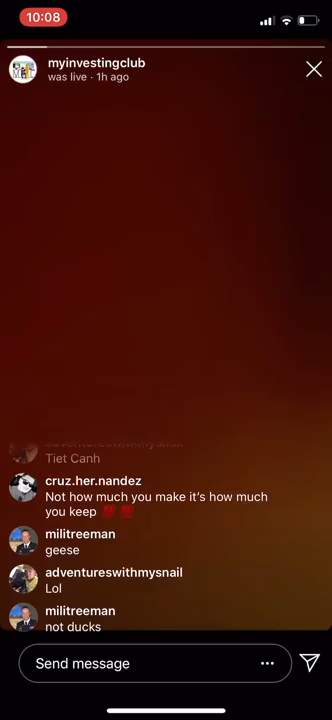 10:08
myinvestingclub
was live · 1h ago
adventureswithmysnail
Tiet Canh
cruz.her.nandez
Not how much you make it's how much
you keep 💯 💯
militreeman
geese
adventureswithmysnail
Lol
militreeman
not ducks
Send message